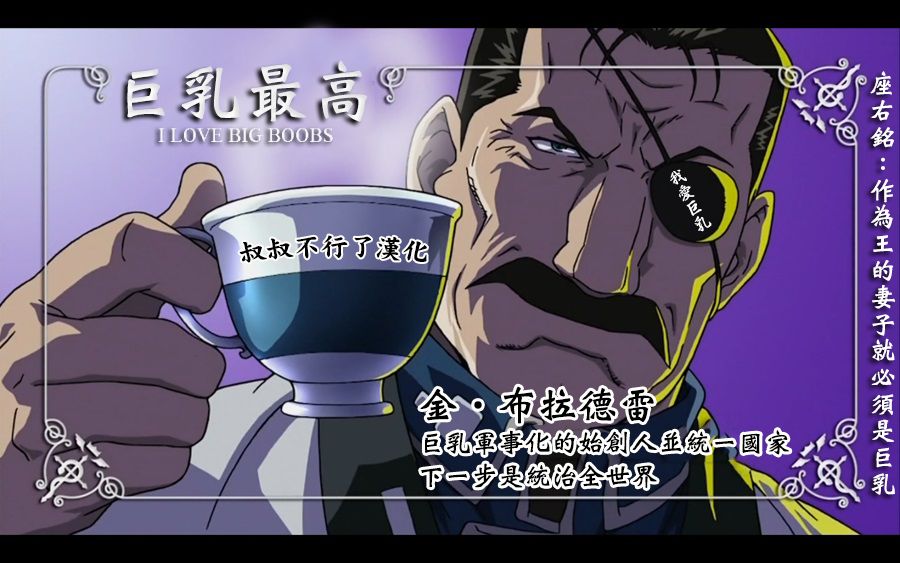 巨乳最高
I LOVE BIG BOOBS
叔叔不行了漢化
我愛巨乳
金·布拉德雷
巨乳軍事化的始創人並統一國家
下一步是統治全世界
座右銘：作為王的妻子就必須是巨乳